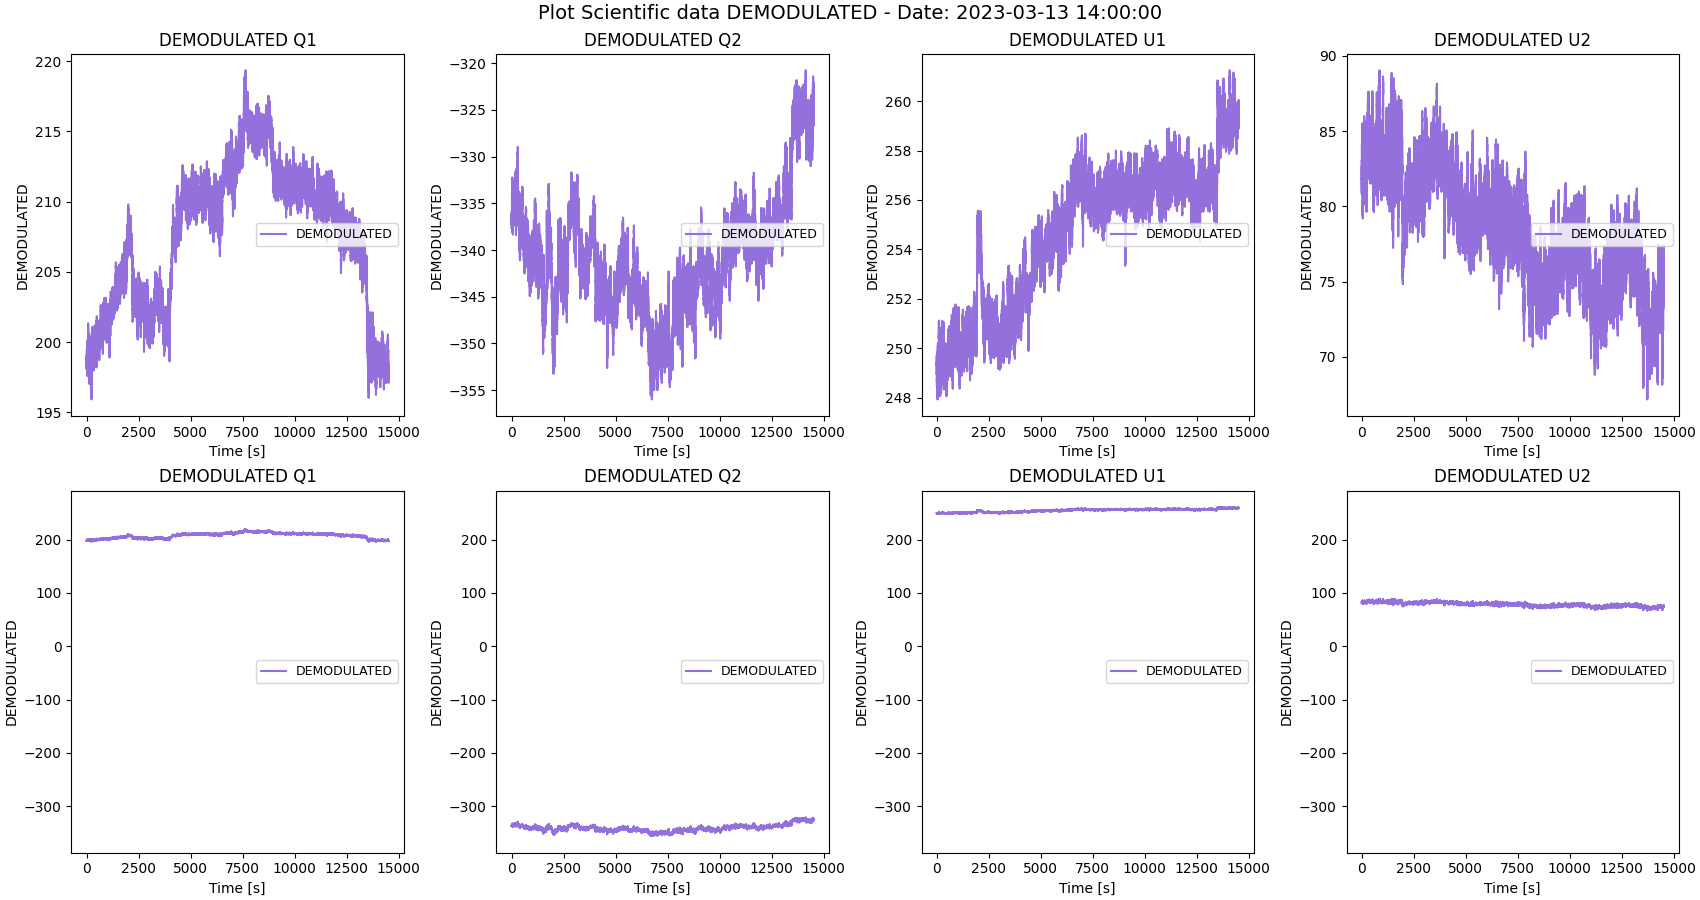 Plot Scientific data DEMODULATED - Date: 2023-03-13 14:00:00
DEMODULATED Q1
DEMODULATED
220
215
210
205
200
195
DEMODULATED
0 2500 5000 7500 10000 12500 15000
Time [s]
DEMODULATED Q2
DEMODULATED
−320
−325
−330
−335
−340
−345
−350
−355
DEMODULATED
0 2500 5000 7500 10000 12500 15000
Time [s]
DEMODULATED U1
DEMODULATED
260
258
256
254
252
250
248
DEMODULATED
0 2500 5000 7500 10000 12500 15000
Time [s]
DEMODULATED U2
DEMODULATED
90
85
80
75
70
DEMODULATED
0 2500 5000 7500 10000 12500 15000
Time [s]
DEMODULATED Q1
DEMODULATED
200
100
0
−100
−200
−300
DEMODULATED
0 2500 5000 7500 10000 12500 15000
Time [s]
DEMODULATED Q2
DEMODULATED
200
100
0
−100
−200
−300
DEMODULATED
0 2500 5000 7500 10000 12500 15000
Time [s]
DEMODULATED U1
DEMODULATED
200
100
0
−100
−200
−300
DEMODULATED
0 2500 5000 7500 10000 12500 15000
Time [s]
DEMODULATED U2
DEMODULATED
200
100
0
−100
−200
−300
DEMODULATED
0 2500 5000 7500 10000 12500 15000
Time [s]